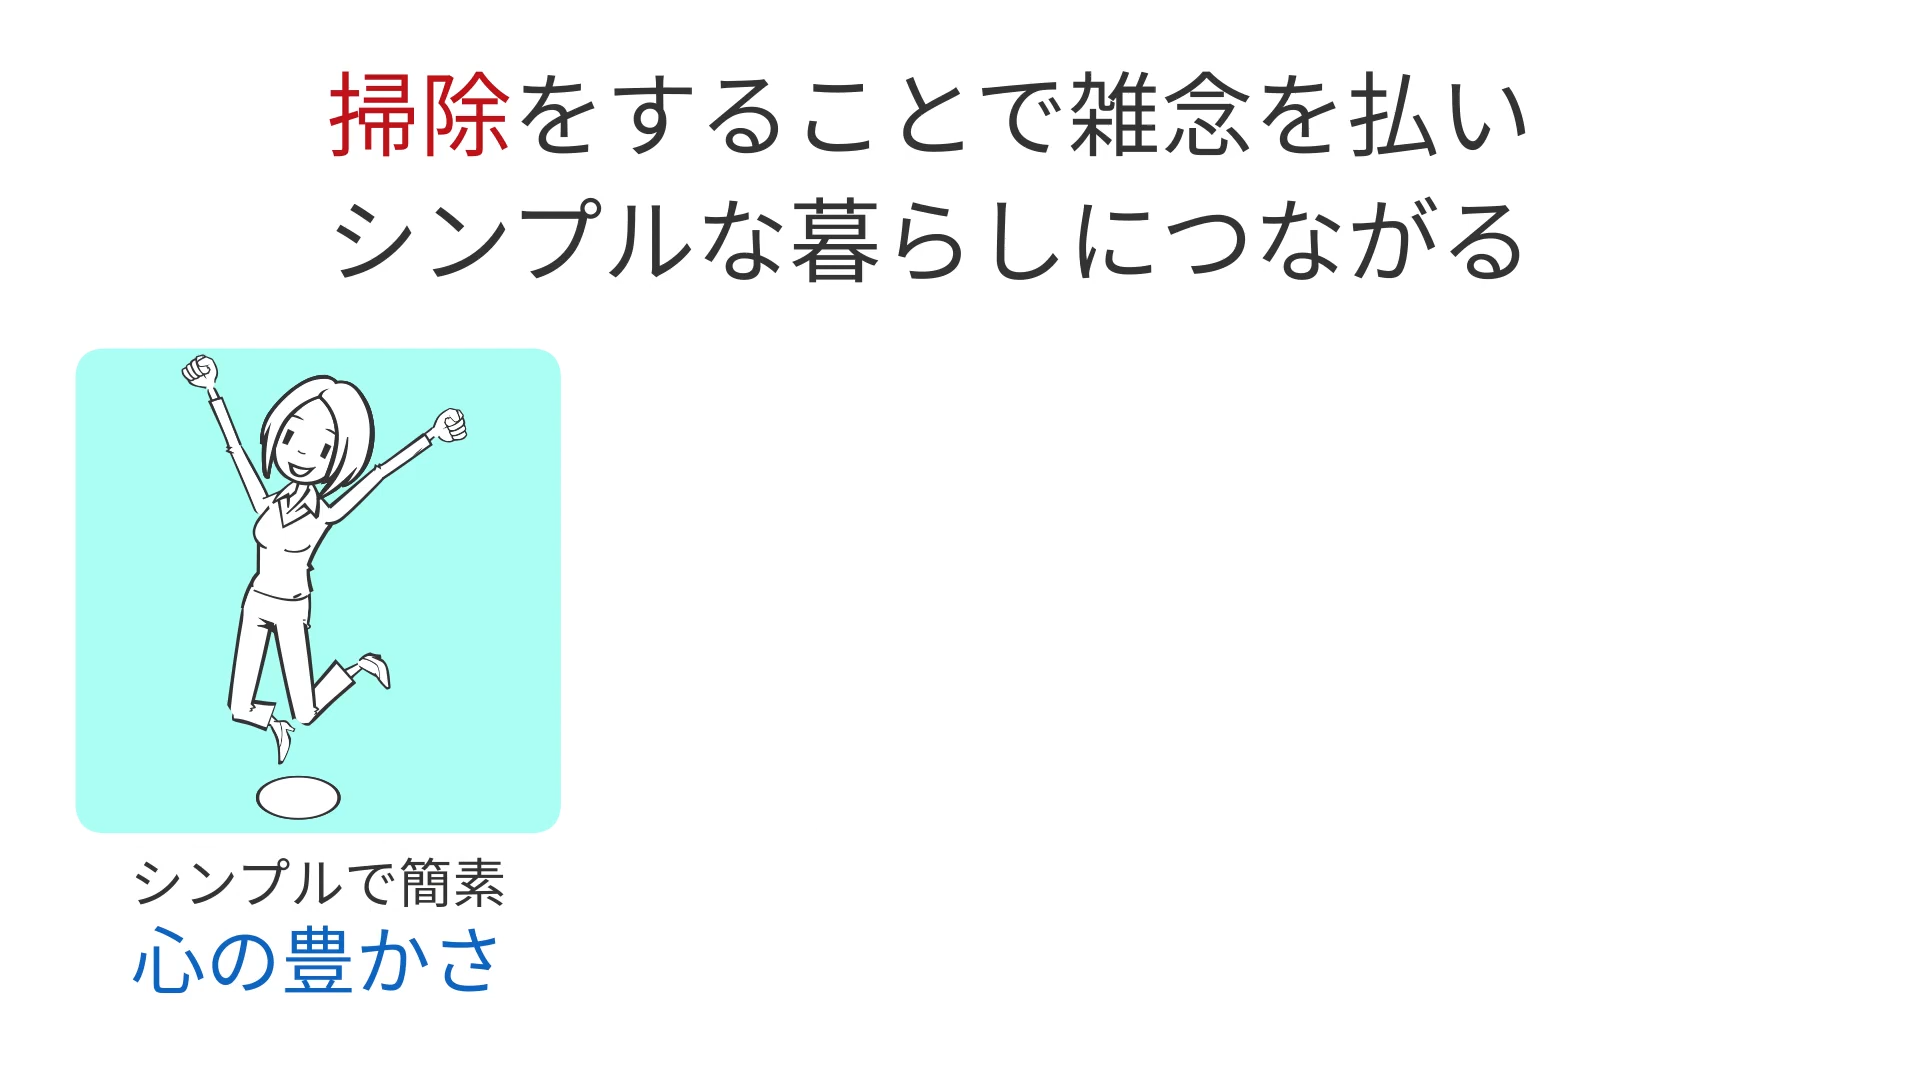 掃除をすることで雑念を払い
シンプルな暮らしにつながる
シンプルで簡素
心の豊かさ